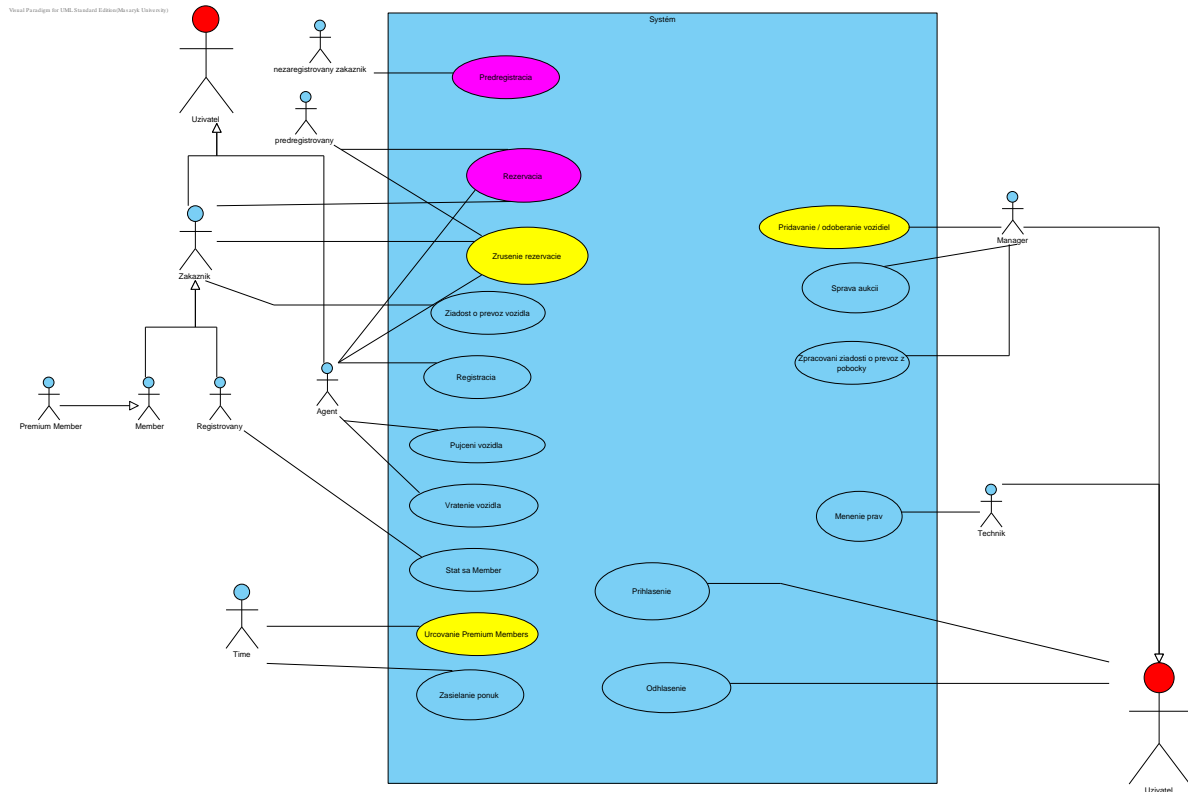 Visual Paradigm for UML Standard Edition(Masaryk University)
Systém
nezaregistrovany zakaznik
Predregistracia
Uzivatel
predregistrovany
Rezervacia
Zakaznik
Zrusenie rezervacie
Pridavanie / odoberanie vozidiel
Manager
Sprava aukcii
Ziadost o prevoz vozidla
Zpracovani ziadosti o prevoz z
pobocky
Registracia
Agent
Premium Member
Member
Registrovany
Pujceni vozidla
Vratenie vozidla
Menenie prav
Technik
Stat sa Member
Prihlasenie
Urcovanie Premium Members
Time
Zasielanie ponuk
Odhlasenie
Uzivatel